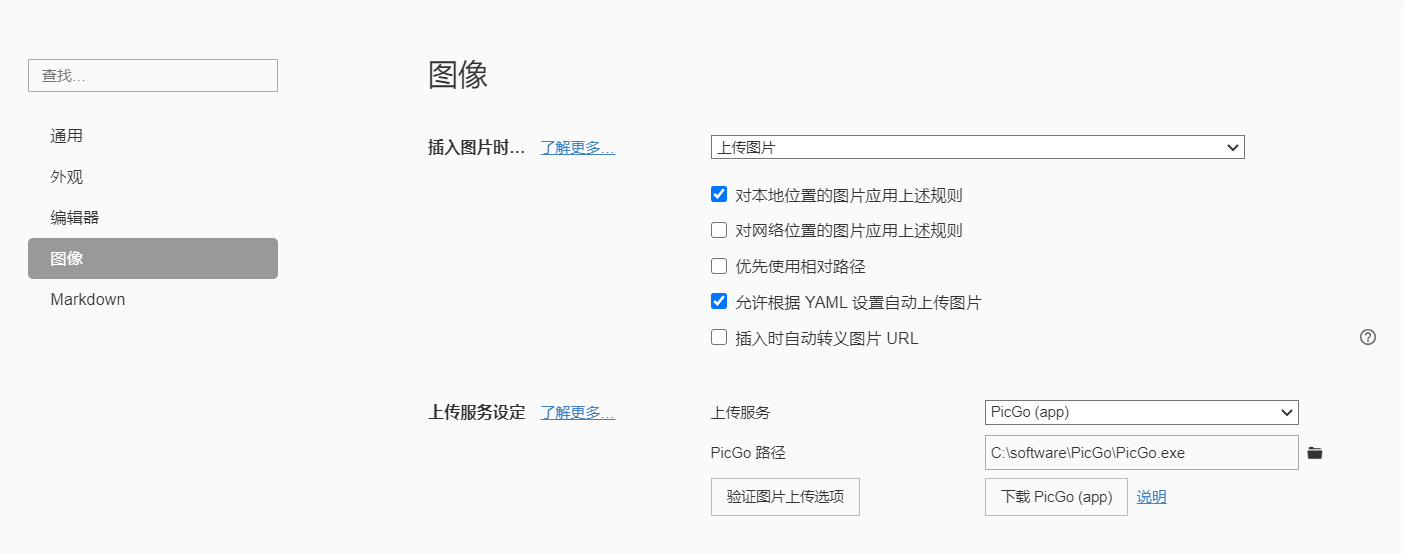 查找...
通用
外观
编辑器
图像
Markdown
图像
插入图片时... 了解更多... 上传图片
对本地位置的图片应用上述规则
对网络位置的图片应用上述规则
优先使用相对路径
允许根据 YAML 设置自动上传图片
插入时自动转义图片 URL
上传服务设定 了解更多... 上传服务 PicGo (app)
PicGo 路径 C:\software\PicGo\PicGo.exe
验证图片上传选项 下载 PicGo (app) 说明